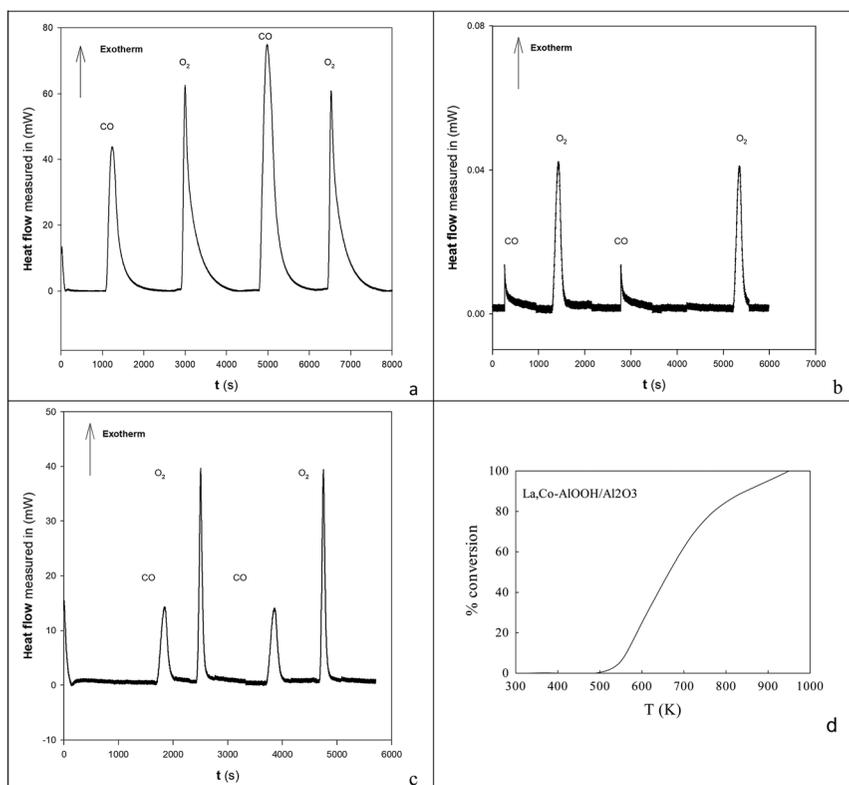 80
60
40
20
0
Heat flow measured in (mW)
Exotherm
CO
O2
CO
O2
0 1000 2000 3000 4000 5000 6000 7000 8000
t (s)
a
0.08
0.04
0.00
Heat flow measured in (mW)
Exotherm
CO
O2
CO
O2
0 1000 2000 3000 4000 5000 6000 7000
t (s)
b
50
40
30
20
10
0
-10
Heat flow measured in (mW)
Exotherm
O2
O2
CO
CO
0 1000 2000 3000 4000 5000 6000
t (s)
c
100
80
60
40
20
0
% conversion
La,Co-AlOOH/Al2O3
300 400 500 600 700 800 900 1000
T (K)
d